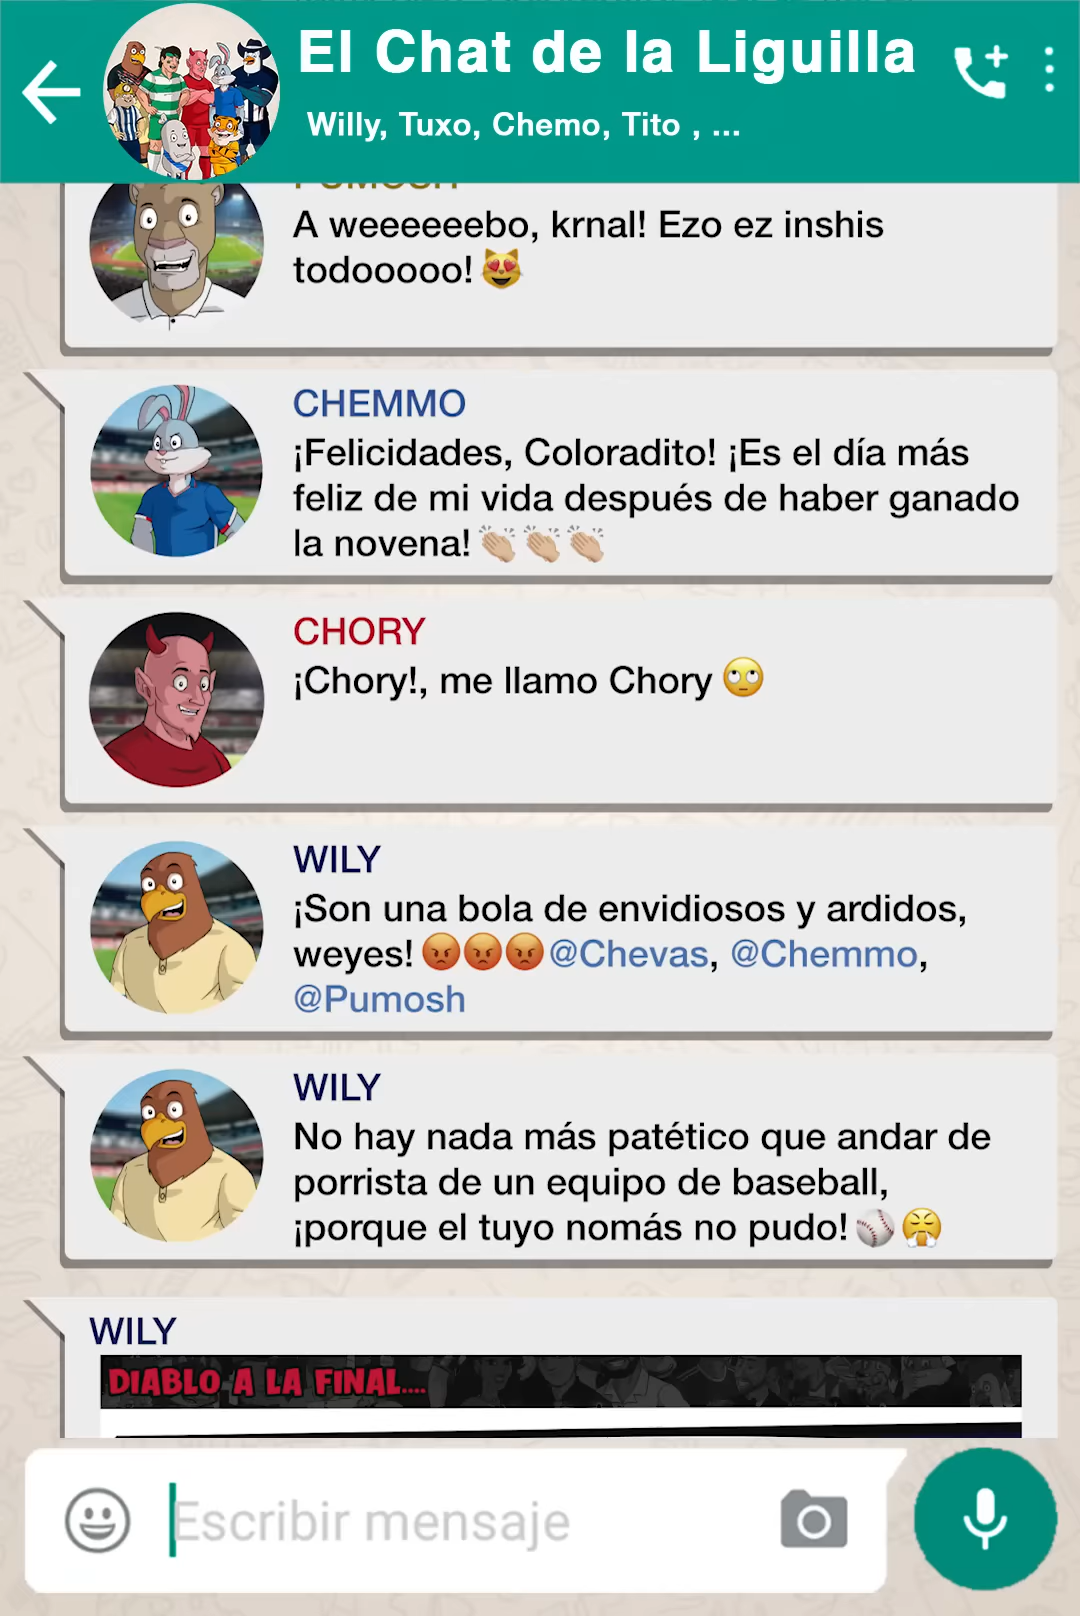 El Chat de la Liguilla
Willy, Tuxo, Chemo, Tito , ...
PUMOSH
A weeeeeebo, krnal! Ezo ez inshis
todooooo!😻
CHEMMO
¡Felicidades, Coloradito! ¡Es el día más
feliz de mi vida después de haber ganado
la novena!👏🏼👏🏼👏🏼
CHORY
¡Chory!, me llamo Chory 🙄
WILY
¡Son una bola de envidiosos y ardidos,
weyes!😡😡😡@Chevas, @Chemmo,
@Pumosh
WILY
No hay nada más patético que andar de
porrista de un equipo de baseball,
¡porque el tuyo nomás no pudo!⚾😤
WILY
DIABLO A LA FINAL....
Escribir mensaje